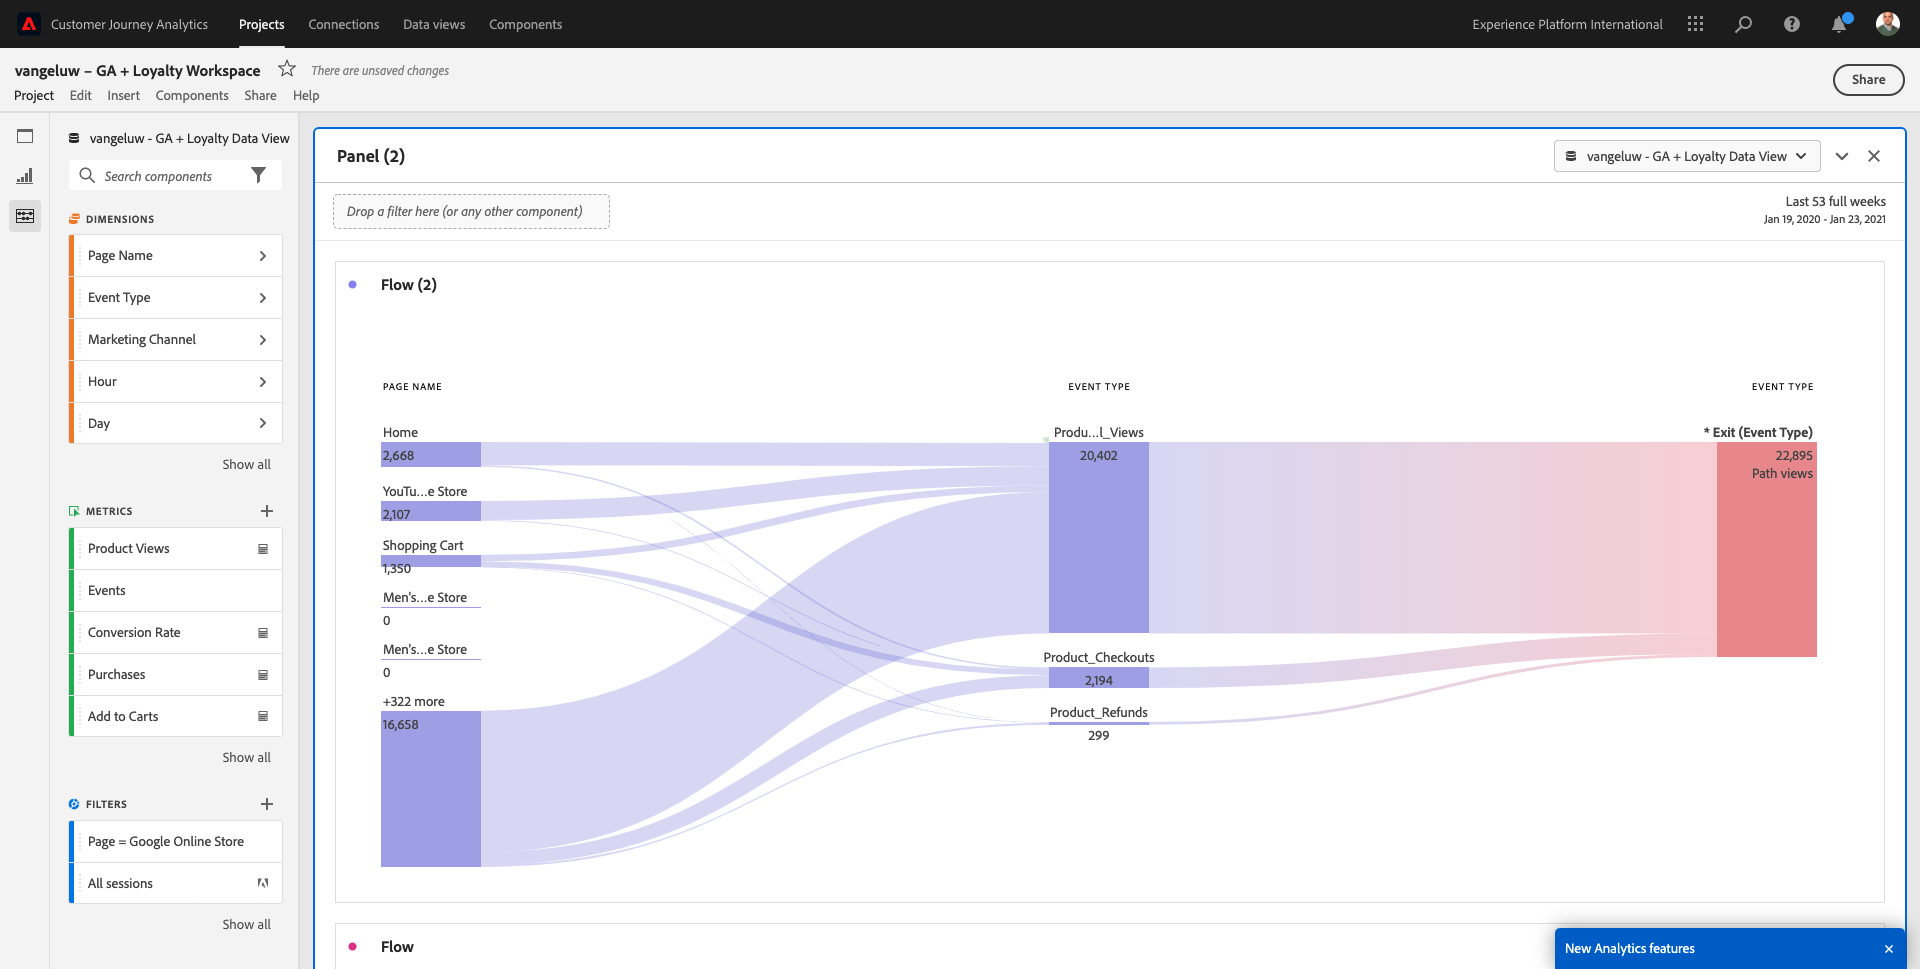 Customer Journey Analytics
Projects
Connections
Data views
Components
Experience Platform International
vangeluw – GA + Loyalty Workspace
There are unsaved changes
Project
Edit
Insert
Components
Share
Help
Share
vangeluw - GA + Loyalty Data View
Search components
DIMENSIONS
Page Name
Event Type
Marketing Channel
Hour
Day
Show all
METRICS
Product Views
Events
Conversion Rate
Purchases
Add to Carts
Show all
FILTERS
Page = Google Online Store
All sessions
Show all
Panel (2)
vangeluw - GA + Loyalty Data View
Drop a filter here (or any other component)
Last 53 full weeks
Jan 19, 2020 - Jan 23, 2021
Flow (2)
PAGE NAME
EVENT TYPE
EVENT TYPE
Home
2,668
YouTu...e Store
2,107
Shopping Cart
1,350
Men's...e Store
0
Men's...e Store
0
+322 more
16,658
Produ...l_Views
20,402
Product_Checkouts
2,194
Product_Refunds
299
* Exit (Event Type)
22,895
Path views
Flow
New Analytics features